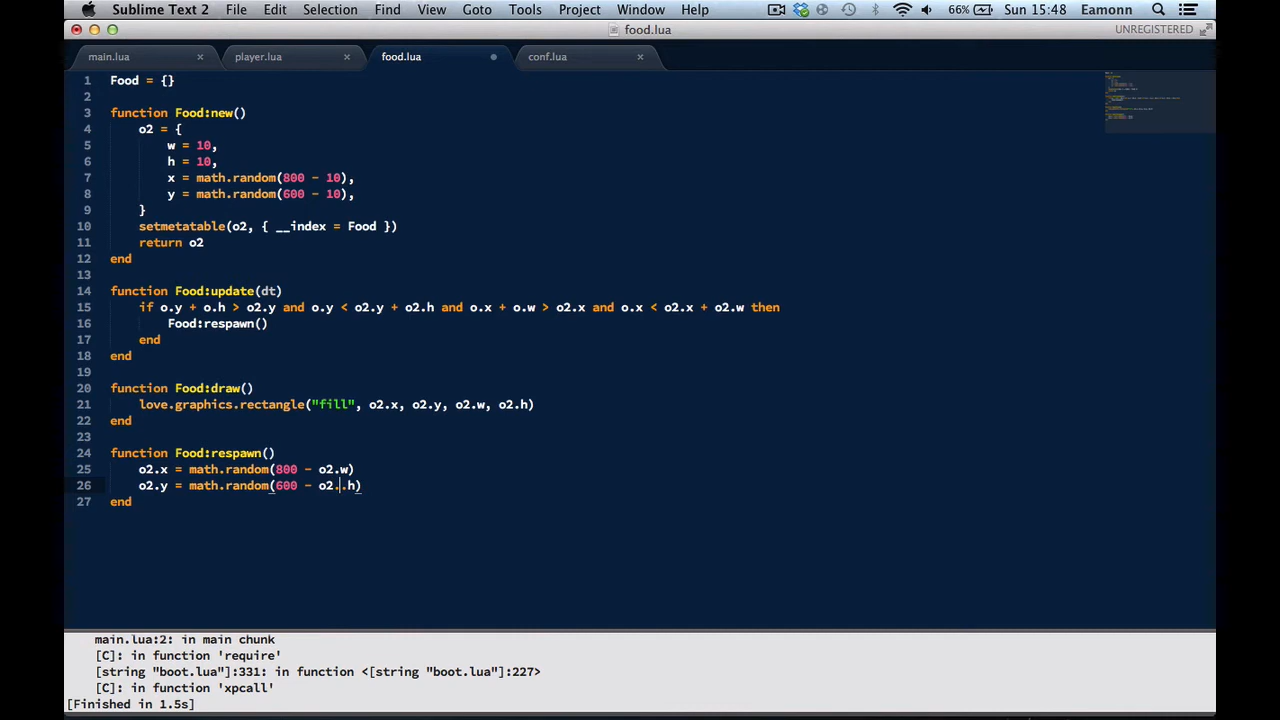 Sublime Text 2 File Edit Selection Find View Goto Tools Project Window Help 66% Sun 15:48 Eamonn
food.lua UNREGISTERED
main.lua player.lua food.lua conf.lua
1 Food = {}
2
3 function Food:new()
4 o2 = {
5 w = 10,
6 h = 10,
7 x = math.random(800 - 10),
8 y = math.random(600 - 10),
9 }
10 setmetatable(o2, { __index = Food })
11 return o2
12 end
13
14 function Food:update(dt)
15 if o.y + o.h > o2.y and o.y < o2.y + o2.h and o.x + o.w > o2.x and o.x < o2.x + o2.w then
16 Food:respawn()
17 end
18 end
19
20 function Food:draw()
21 love.graphics.rectangle("fill", o2.x, o2.y, o2.w, o2.h)
22 end
23
24 function Food:respawn()
25 o2.x = math.random(800 - o2.w)
26 o2.y = math.random(600 - o2..h)
27 end
main.lua:2: in main chunk
[C]: in function 'require'
[string "boot.lua"]:331: in function <[string "boot.lua"]:227>
[C]: in function 'xpcall'
[Finished in 1.5s]